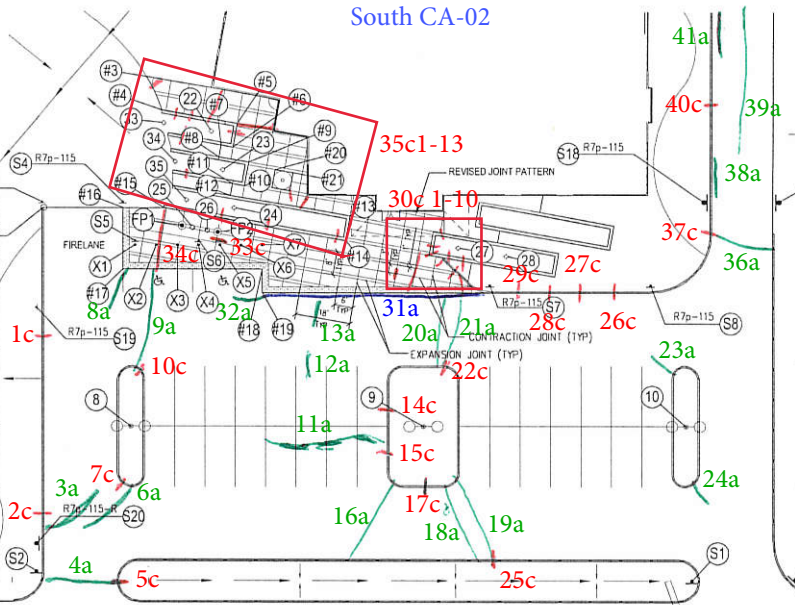 South CA-02
41a
#3
#5
#4
22
#7
#6
40c
39a
33
#9
34
#8
23
#20
35c1-13
S18 R7p-115
S4 R7p-115
35
#11
#10
#21
REVISED JOINT PATTERN
38a
#16
#15
25
#12
30c 1-10
#13
26
24
FP1
FP2
37c
S5
FIRELANE
34c
33c
X7
27
36a
X1
S6
X6
#14
28
29c
27c
#17
X2
X3
X4
X5
8a
32a
#18
#19
31a
S7
R7p-115
28c
26c
R7p-115
S8
R7p-115
S19
1c
9a
13a
18"
TYP
6"
TYP
20a
21a
CONTRACTION JOINT (TYP)
EXPANSION JOINT (TYP)
12a
23a
10c
22c
8
9
14c
10
11a
15c
7c
3a
6a
24a
17c
2c
R7p-115-R
S20
16a
18a
19a
S2
4a
5c
25c
S1